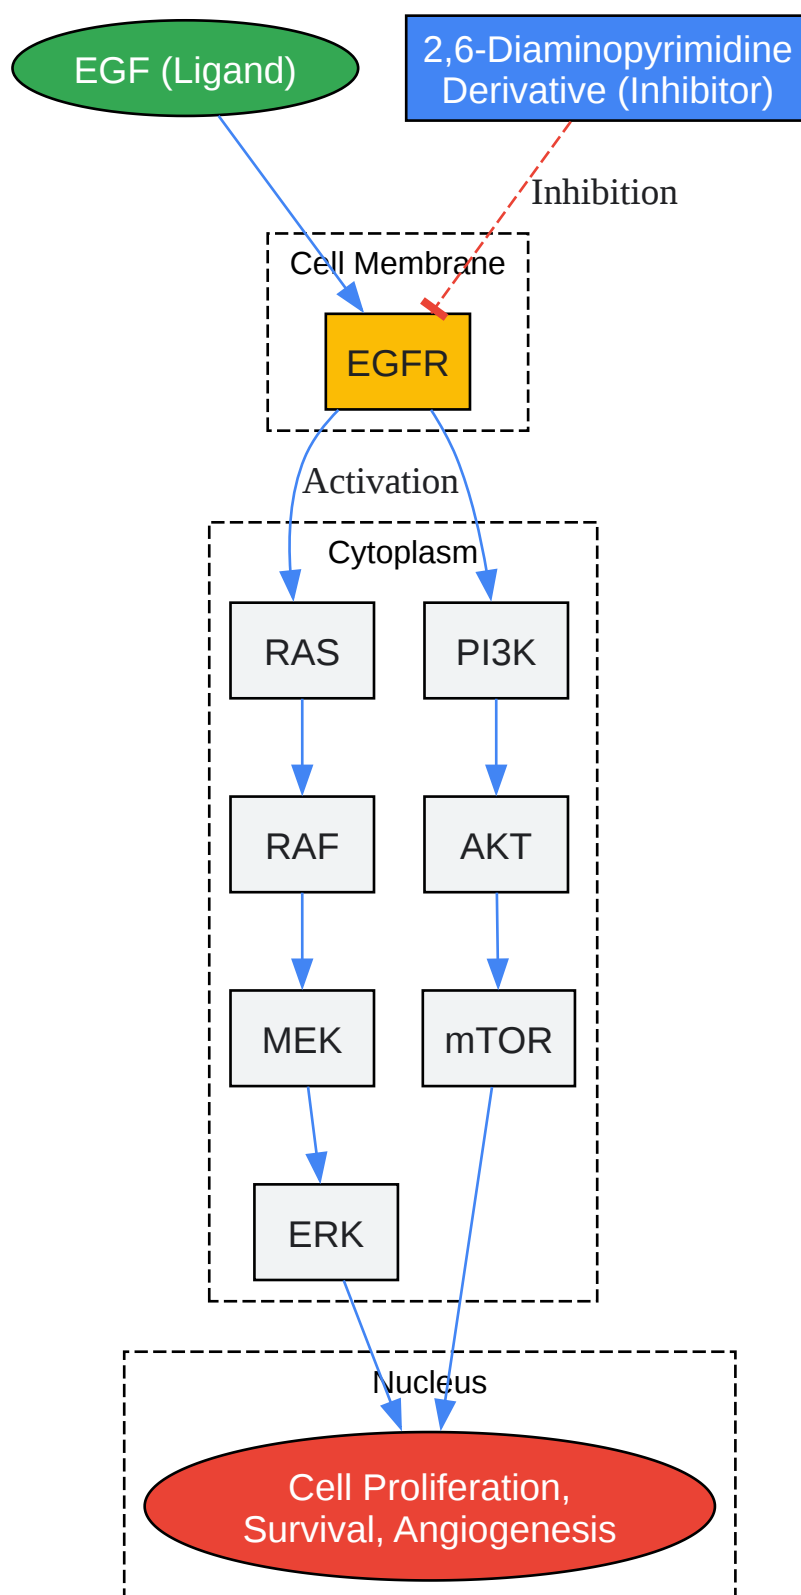 EGF (Ligand)
2,6-Diaminopyrimidine
Derivative (Inhibitor)
Inhibition
Cell Membrane
EGFR
Activation
Cytoplasm
RAS
PI3K
RAF
AKT
MEK
mTOR
ERK
Nucleus
Cell Proliferation,
Survival, Angiogenesis